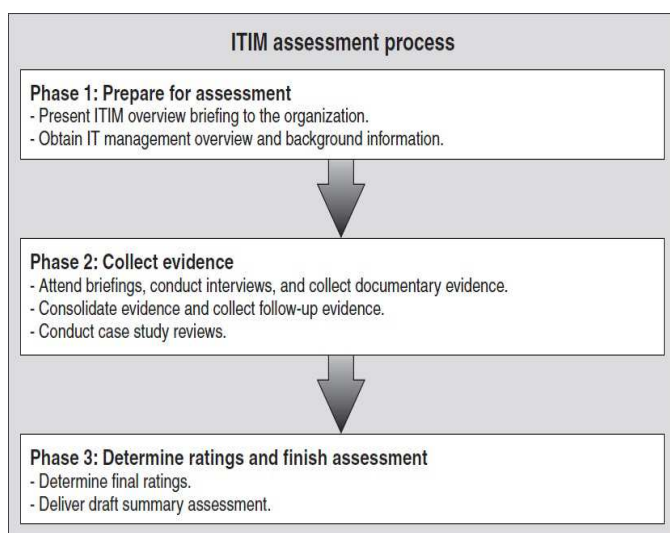 ITIM assessment process
Phase 1: Prepare for assessment
- Present ITIM overview briefing to the organization.
- Obtain IT management overview and background information.
Phase 2: Collect evidence
- Attend briefings, conduct interviews, and collect documentary evidence.
- Consolidate evidence and collect follow-up evidence.
- Conduct case study reviews.
Phase 3: Determine ratings and finish assessment
- Determine final ratings.
- Deliver draft summary assessment.